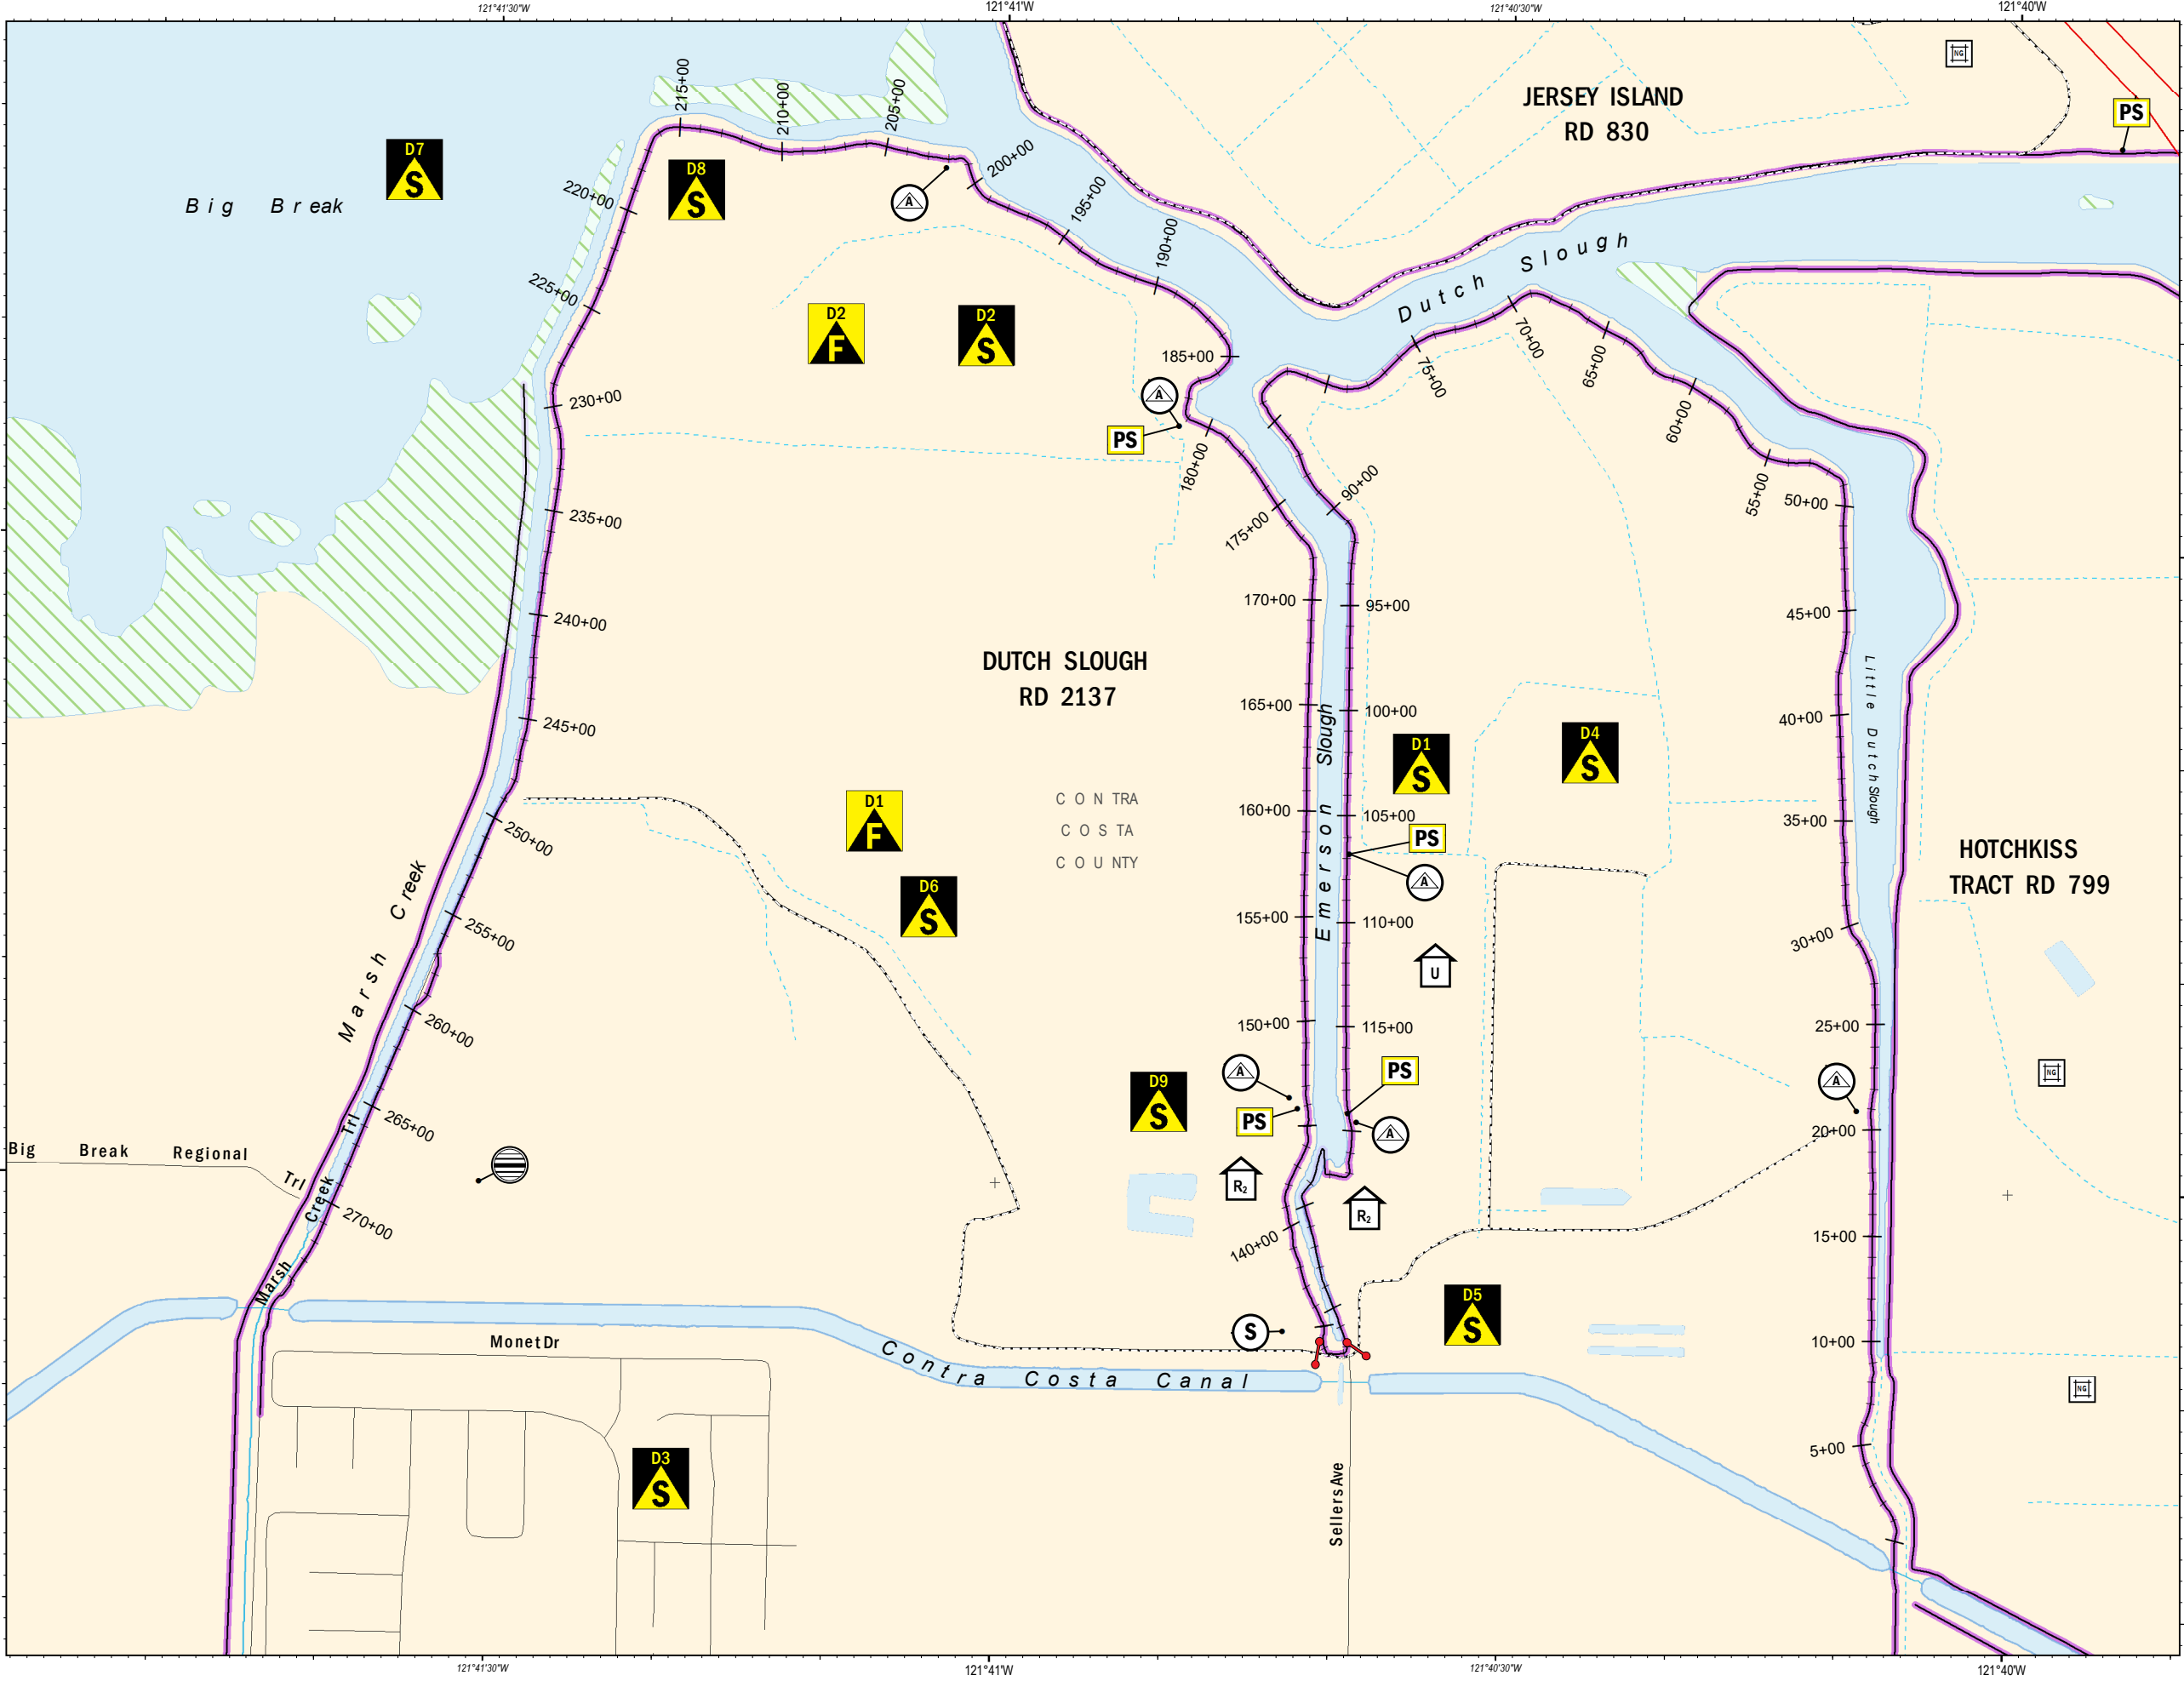 121°41'30"W
121°41'W
121°40'30"W
121°40'W
JERSEY ISLAND
RD 830
NG
PS
D7
S
Big Break
D8
S
215+00
210+00
205+00
200+00
195+00
190+00
185+00
180+00
175+00
220+00
225+00
230+00
235+00
240+00
245+00
250+00
255+00
260+00
265+00
270+00
A
Dutch Slough
D2
F
D2
S
A
PS
75+00
70+00
65+00
60+00
55+00
50+00
45+00
40+00
35+00
30+00
25+00
20+00
15+00
10+00
5+00
90+00
95+00
100+00
105+00
110+00
115+00
170+00
165+00
160+00
155+00
150+00
140+00
DUTCH SLOUGH
RD 2137
CONTRA
COSTA
COUNTY
Emerson Slough
Little Dutch Slough
D1
S
D4
S
PS
A
U
D1
F
D6
S
HOTCHKISS
TRACT RD 799
Marsh Creek
NG
A
A
PS
PS
A
D9
S
R2
R2
Big Break Regional
Trl
Marsh Creek Trl
S
D5
S
Monet Dr
Contra Costa Canal
NG
D3
S
Sellers Ave
121°41'30"W
121°41'W
121°40'30"W
121°40'W